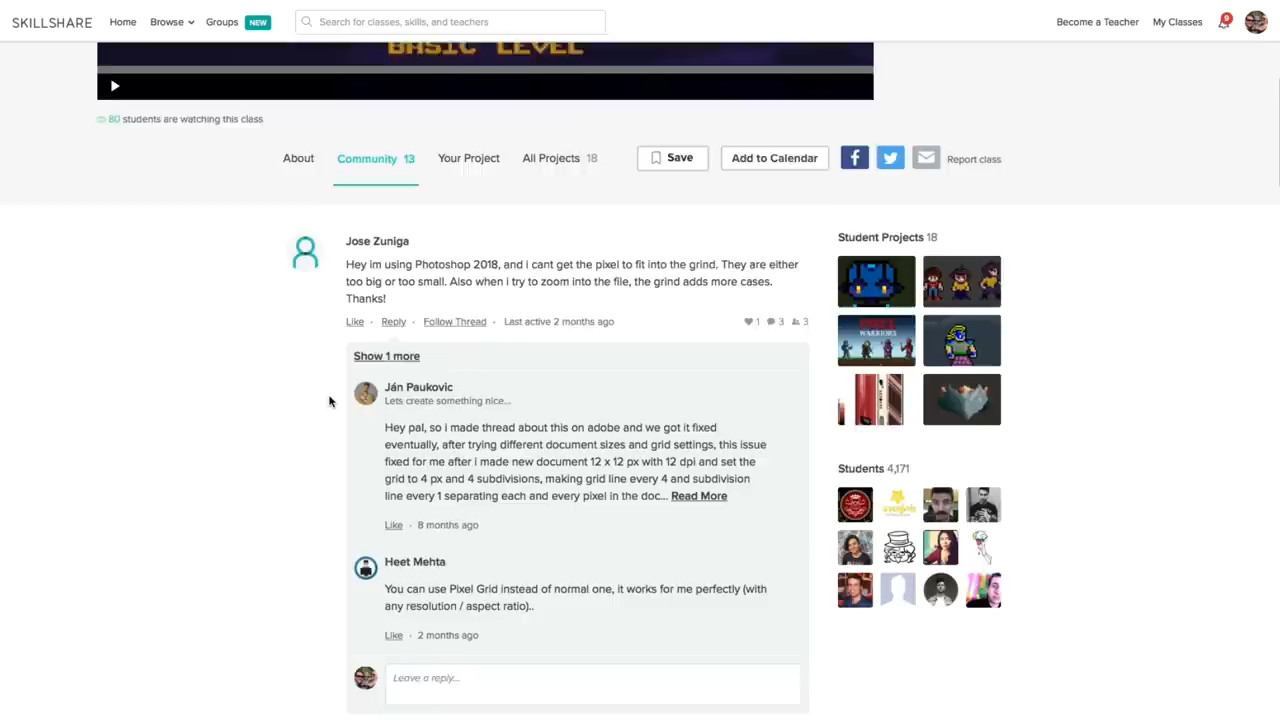 SKILLSHARE Home Browse Groups NEW Search for classes, skills, and teachers Become a Teacher My Classes 9
BASIC LEVEL
80 students are watching this class
About Community 13 Your Project All Projects 18 Save Add to Calendar Report class
Jose Zuniga
Hey im using Photoshop 2018, and i cant get the pixel to fit into the grind. They are either
too big or too small. Also when i try to zoom into the file, the grind adds more cases.
Thanks!
Like · Reply · Follow Thread · Last active 2 months ago 1 3 3
Show 1 more
Ján Paukovic
Lets create something nice...
Hey pal, so i made thread about this on adobe and we got it fixed
eventually, after trying different document sizes and grid settings, this issue
fixed for me after i made new document 12 x 12 px with 12 dpi and set the
grid to 4 px and 4 subdivisions, making grid line every 4 and subdivision
line every 1 separating each and every pixel in the doc... Read More
Like · 8 months ago
Heet Mehta
You can use Pixel Grid instead of normal one, it works for me perfectly (with
any resolution / aspect ratio)..
Like · 2 months ago
Leave a reply...
Student Projects 18
WARRIORS
Students 4,171